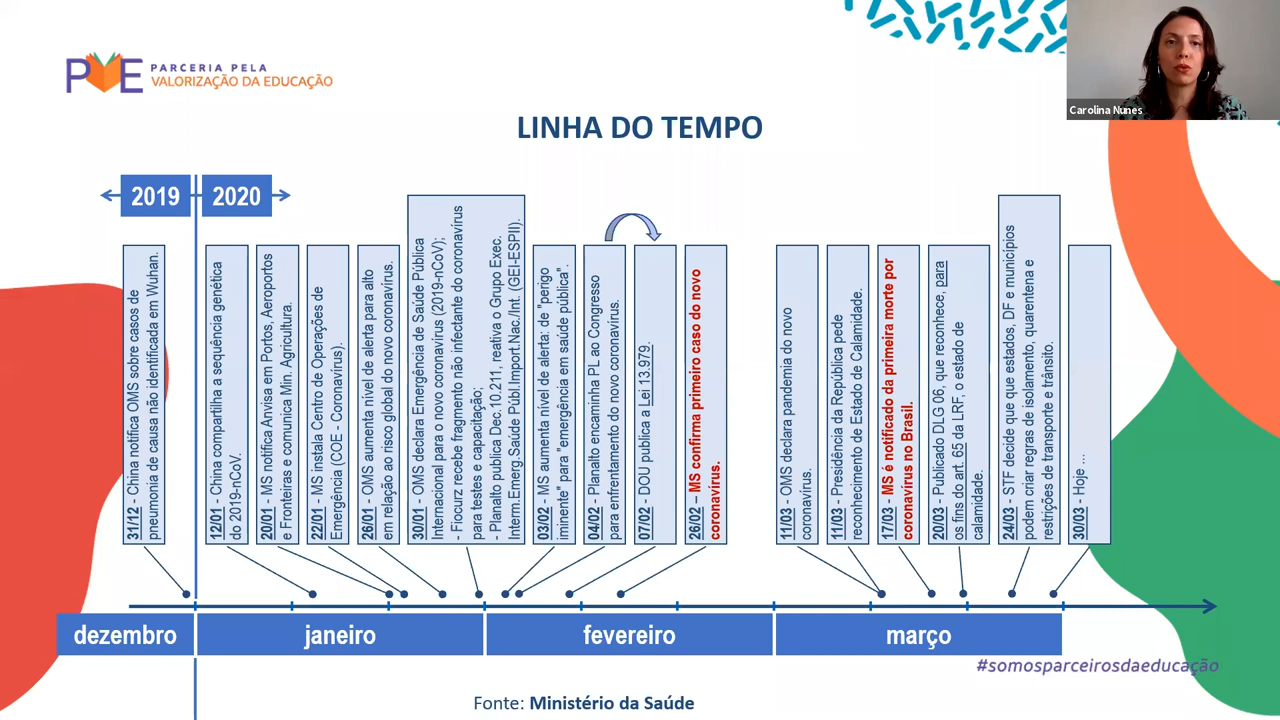 PVE PARCERIA PELA
VALORIZAÇÃO DA EDUCAÇÃO
Carolina Nunes
LINHA DO TEMPO
2019
2020
31/12 - China notifica OMS sobre casos de
pneumonia de causa não identificada em Wuhan.
12/01 - China compartilha a sequência genética
do 2019-nCoV.
20/01 - MS notifica Anvisa em Portos, Aeroportos
e Fronteiras e comunica Min. Agricultura.
22/01 - MS instala Centro de Operações de
Emergência (COE - Coronavírus).
26/01 - OMS aumenta nível de alerta para alto
em relação ao risco global do novo coronavírus.
30/01 - OMS declara Emergência de Saúde Pública
Internacional para o novo coronavírus (2019-nCoV);
- Fiocurz recebe fragmento não infectante do coronavírus
para testes e capacitação;
- Planalto publica Dec.10.211, reativa o Grupo Exec.
Interm.Emerg.Saúde Públ.Import.Nac./Int. (GEI-ESPII).
03/02 - MS aumenta nível de alerta: de "perigo
iminente" para "emergência em saúde pública".
04/02 - Planalto encaminha PL ao Congresso
para enfrentamento do novo coronavírus.
07/02 - DOU publica a Lei 13.979.
26/02 – MS confirma primeiro caso do novo
coronavírus.
11/03 - OMS declara pandemia do novo
coronavírus.
11/03 - Presidência da República pede
reconhecimento de Estado de Calamidade.
17/03 - MS é notificado da primeira morte por
coronavírus no Brasil.
20/03 - Publicado DLG 06, que reconhece, para
os fins do art. 65 da LRF, o estado de
calamidade.
24/03 - STF decide que que estados, DF e municípios
podem criar regras de isolamento, quarentena e
restrições de transporte e trânsito.
30/03 - Hoje ...
dezembro
janeiro
fevereiro
março
#somosparceirosdaeducação
Fonte: Ministério da Saúde